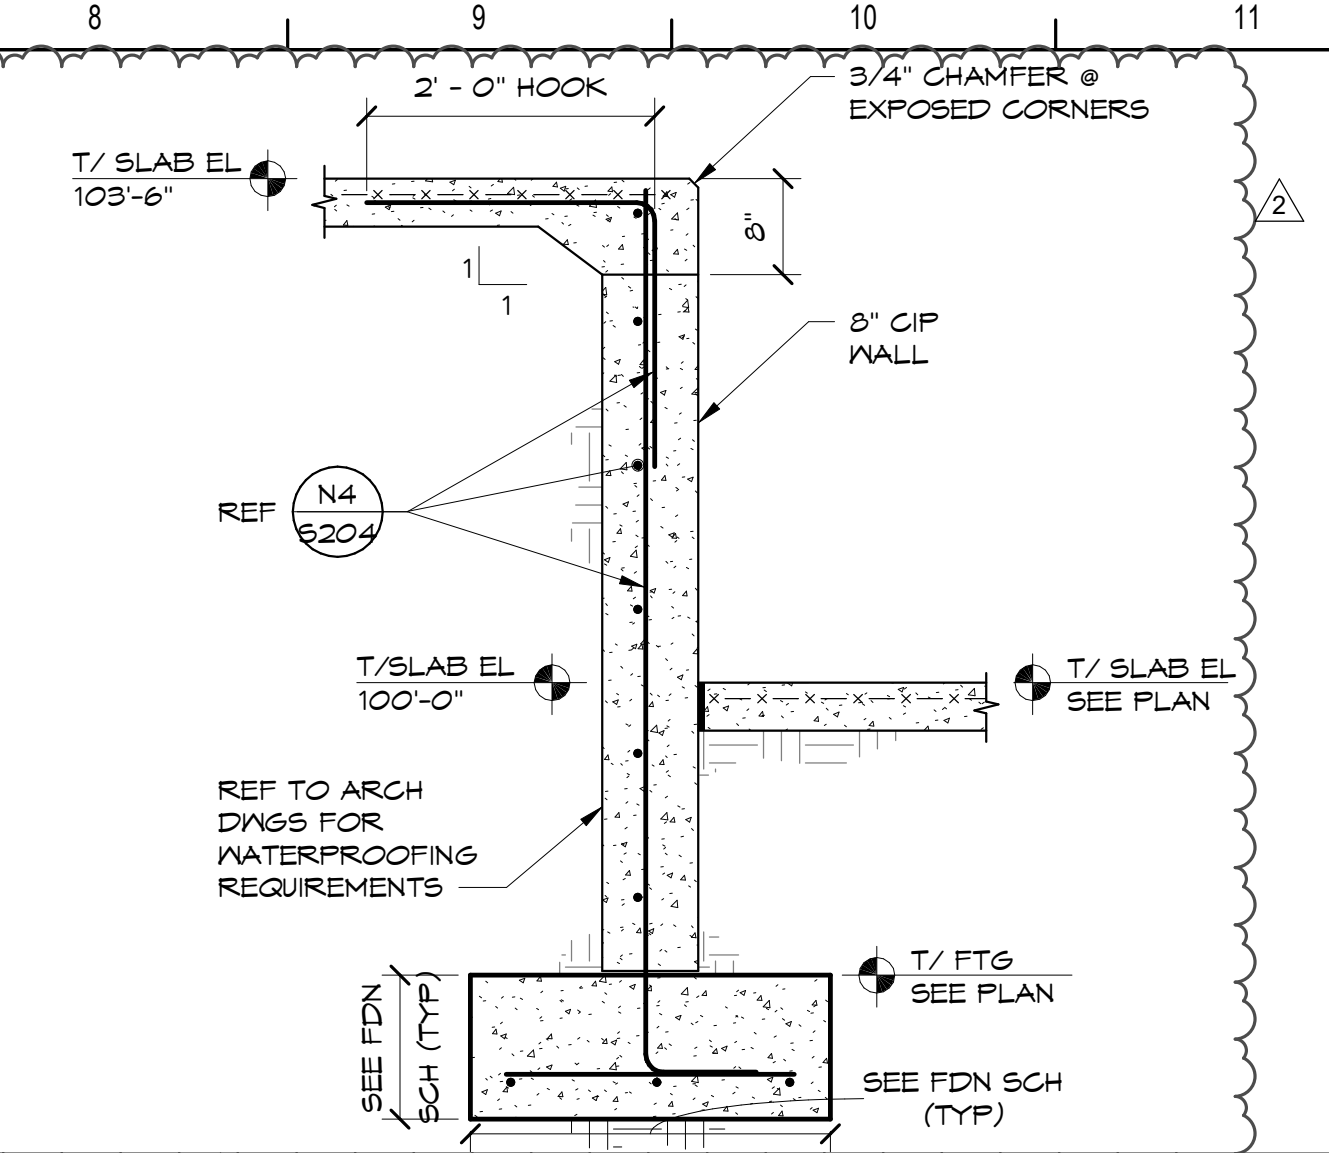 8 9 10 11
2' - 0" HOOK
3/4" CHAMFER @
EXPOSED CORNERS
T/ SLAB EL
103'-6"
8"
2
1
1
8" CIP
WALL
REF
N4
S204
T/SLAB EL
100'-0"
T/ SLAB EL
SEE PLAN
REF TO ARCH
DWGS FOR
WATERPROOFING
REQUIREMENTS
T/ FTG
SEE PLAN
SEE FDN
SCH (TYP)
SEE FDN SCH
(TYP)